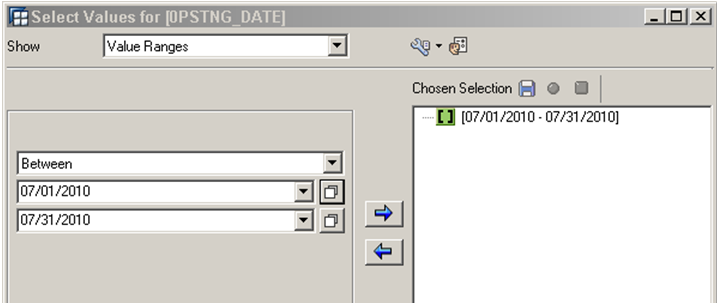 Select Values for [0PSTNG_DATE]
Show Value Ranges
Chosen Selection
[07/01/2010 - 07/31/2010]
Between
07/01/2010
07/31/2010